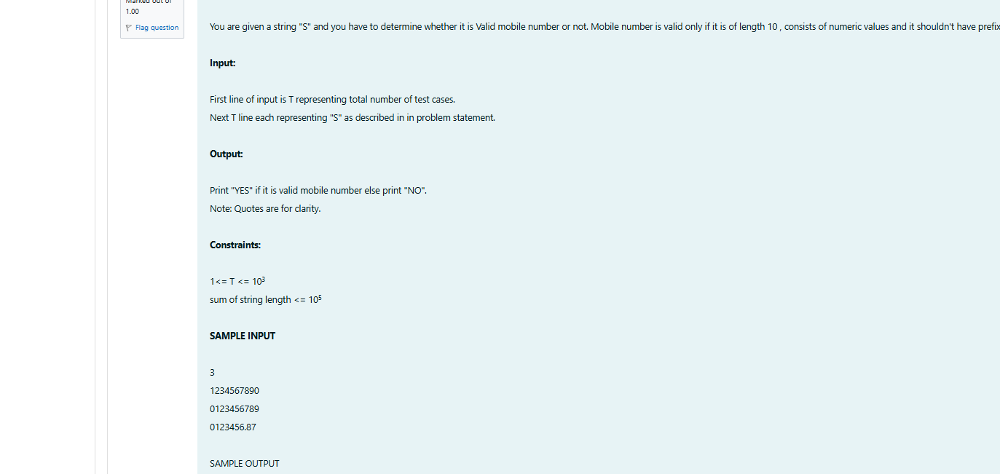 Marked out of
1.00
Flag question
You are given a string "S" and you have to determine whether it is Valid mobile number or not. Mobile number is valid only if it is of length 10 , consists of numeric values and it shouldn't have prefix
Input:
First line of input is T representing total number of test cases.
Next T line each representing "S" as described in in problem statement.
Output:
Print "YES" if it is valid mobile number else print "NO".
Note: Quotes are for clarity.
Constraints:
1<= T <= 10³
sum of string length <= 10⁵
SAMPLE INPUT
3
1234567890
0123456789
0123456.87
SAMPLE OUTPUT